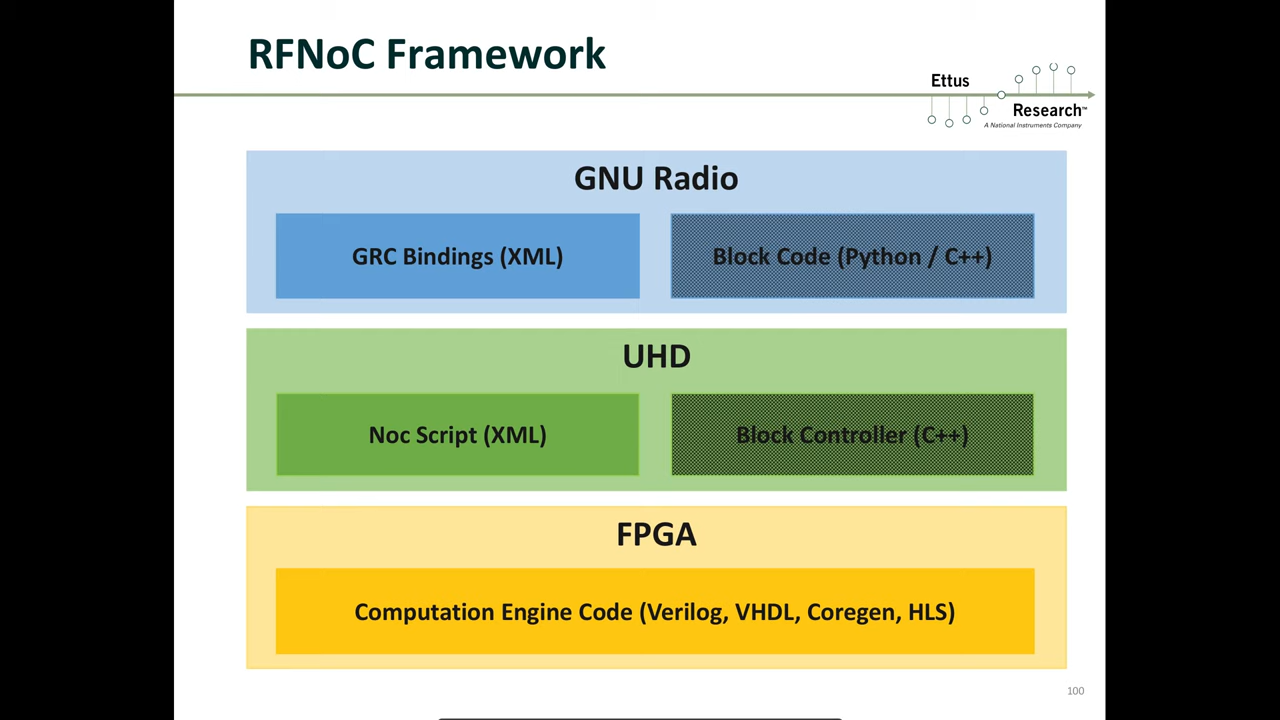 RFNoC Framework
Ettus
Research™
A National Instruments Company
GNU Radio
GRC Bindings (XML)
Block Code (Python / C++)
UHD
Noc Script (XML)
Block Controller (C++)
FPGA
Computation Engine Code (Verilog, VHDL, Coregen, HLS)
100